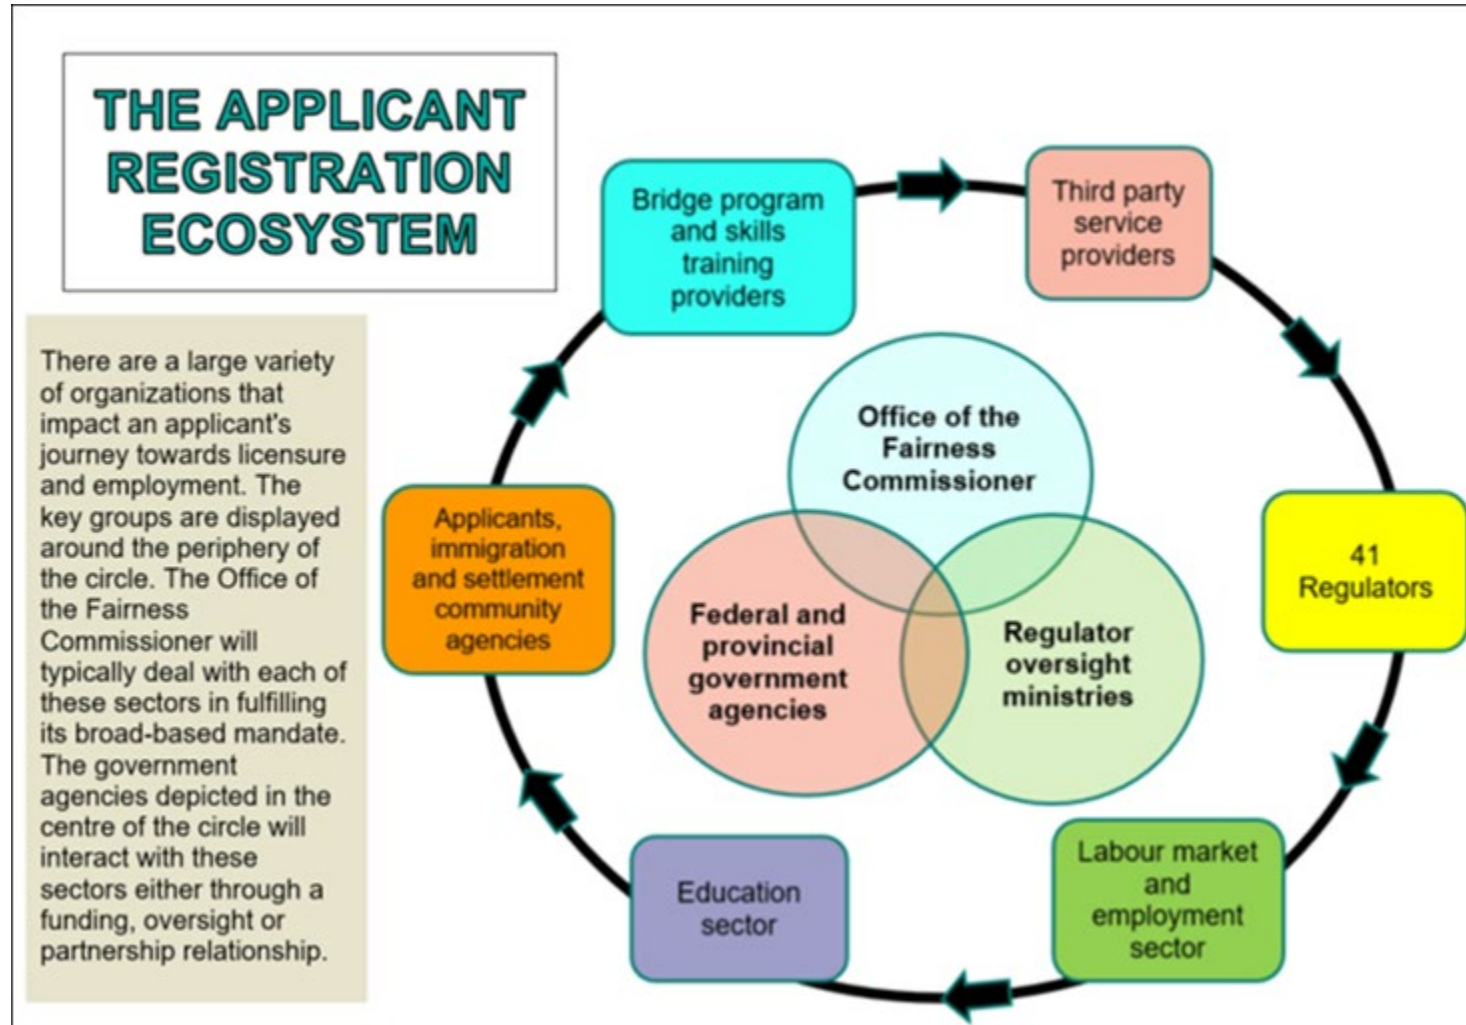 THE APPLICANT
REGISTRATION
ECOSYSTEM
There are a large variety
of organizations that
impact an applicant's
journey towards licensure
and employment. The
key groups are displayed
around the periphery of
the circle. The Office of
the Fairness
Commissioner will
typically deal with each of
these sectors in fulfilling
its broad-based mandate.
The government
agencies depicted in the
centre of the circle will
interact with these
sectors either through a
funding, oversight or
partnership relationship.
Bridge program
and skills
training
providers
Third party
service
providers
41
Regulators
Labour market
and
employment
sector
Education
sector
Applicants,
immigration
and settlement
community
agencies
Office of the
Fairness
Commissioner
Federal and
provincial
government
agencies
Regulator
oversight
ministries